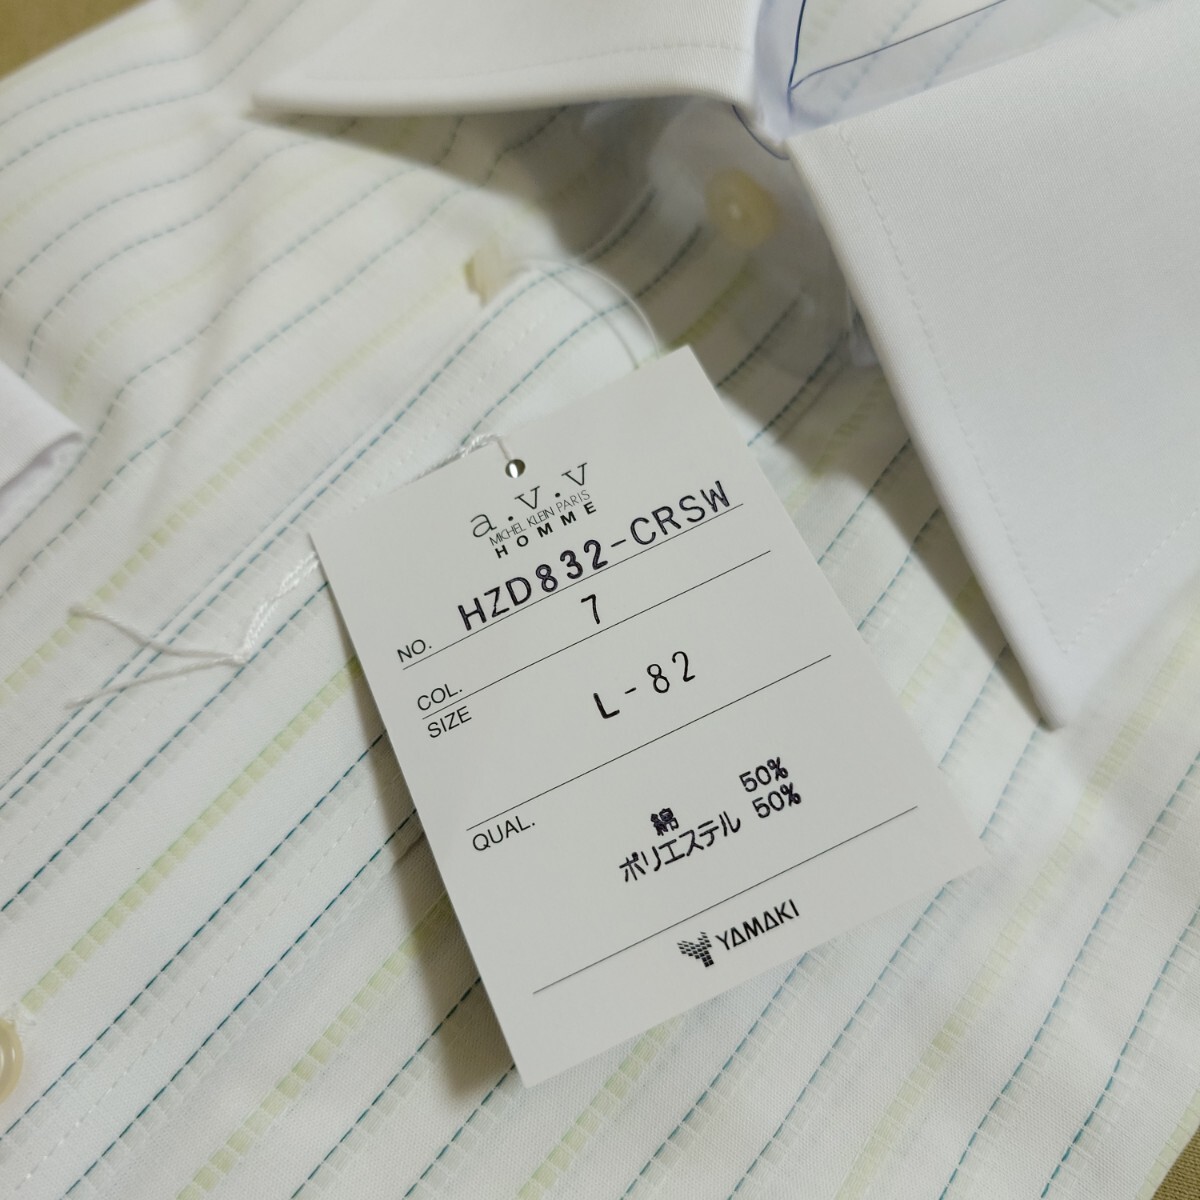 a.v.v
MICHEL KLEIN PARIS
HOMME
NO. HZD832-CRSW
COL. 7
SIZE L-82
QUAL. 綿 50%
ポリエステル 50%
YAMAKI